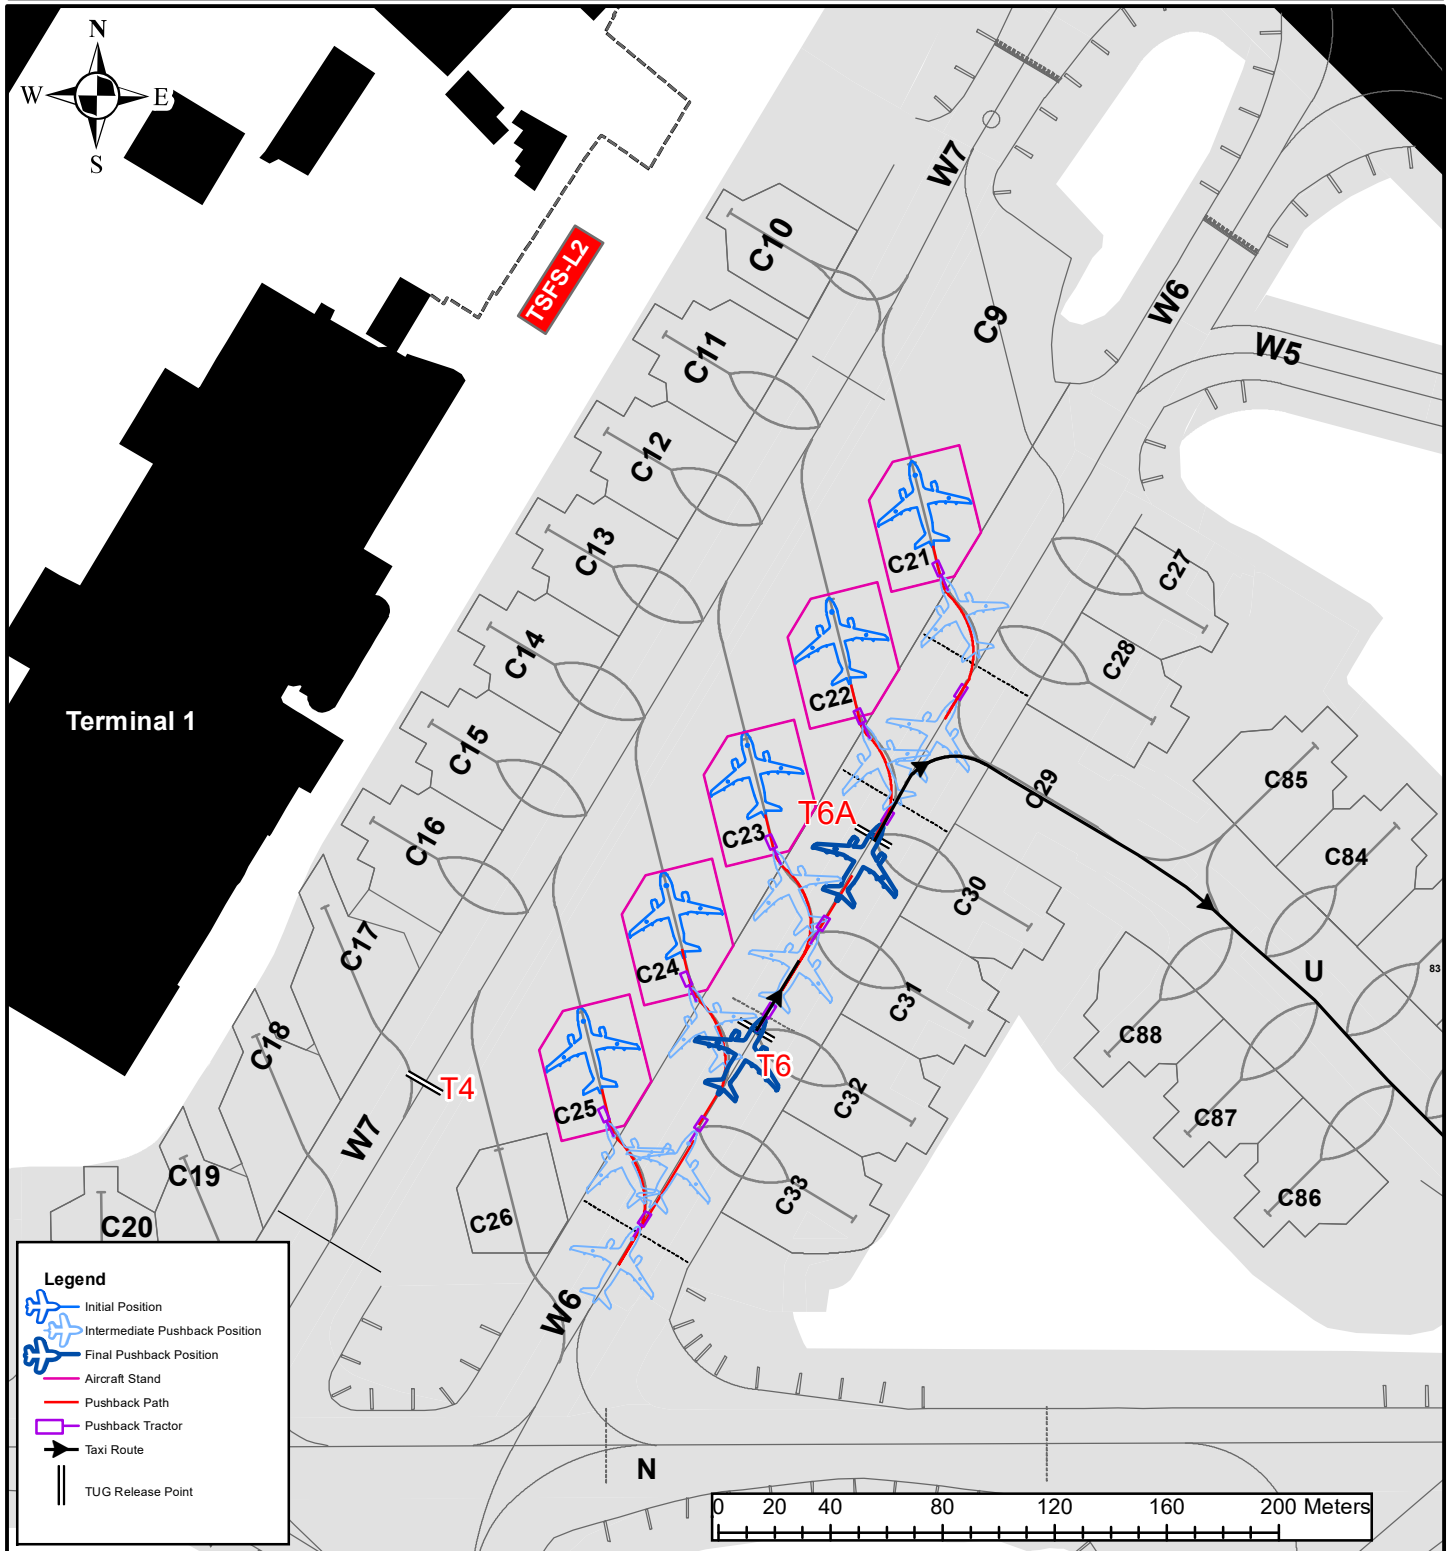 N
W E
S
W7
C10
TSFS-L2
W6
C9
C11
W5
C12
C13
C21
C27
C14
C28
C22
Terminal 1
C15
C85
C29
T6A
C16
C23
C84
C30
C17
C24
83
U
C31
C18
C88
T6
T4
C32
C25
C87
W7
C19
C33
C86
C20
C26
W6
Legend
Initial Position
Intermediate Pushback Position
Final Pushback Position
Aircraft Stand
Pushback Path
Pushback Tractor
Taxi Route
TUG Release Point
N
0 20 40 80 120 160 200 Meters